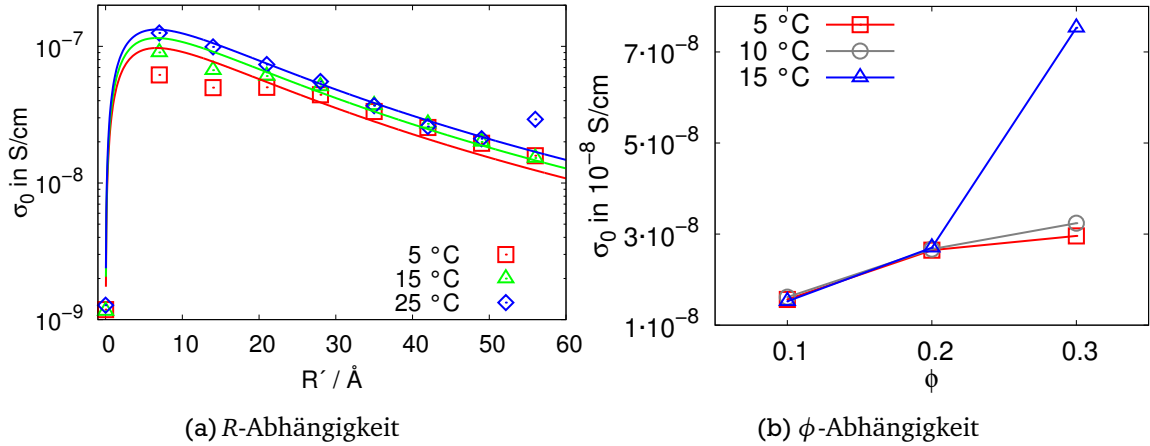 10⁻⁷
10⁻⁸
10⁻⁹
σ₀ in S/cm
5 °C
15 °C
25 °C
0 10 20 30 40 50 60
R´ / Å
(a) R-Abhängigkeit
5 °C
10 °C
15 °C
7·10⁻⁸
5·10⁻⁸
3·10⁻⁸
1·10⁻⁸
σ₀ in 10⁻⁸ S/cm
0.1 0.2 0.3
ϕ
(b) ϕ-Abhängigkeit